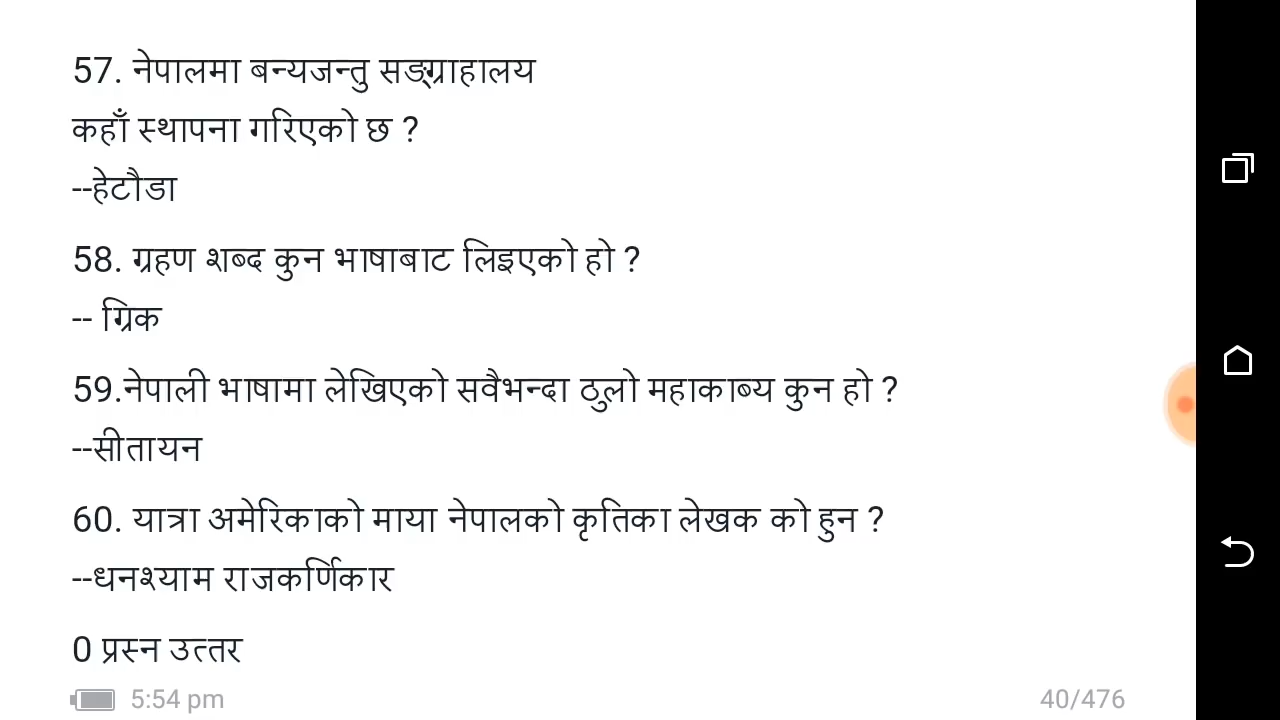 57. नेपालमा बन्यजन्तु सङ्ग्राहालय
कहाँ स्थापना गरिएको छ ?
--हेटौडा
58. ग्रहण शब्द कुन भाषाबाट लिइएको हो ?
-- ग्रिक
59.नेपाली भाषामा लेखिएको सवैभन्दा ठुलो महाकाब्य कुन हो ?
--सीतायन
60. यात्रा अमेरिकाको माया नेपालको कृतिका लेखक को हुन ?
--धनश्याम राजकर्णिकार
0 प्रस्न उत्तर
5:54 pm 40/476